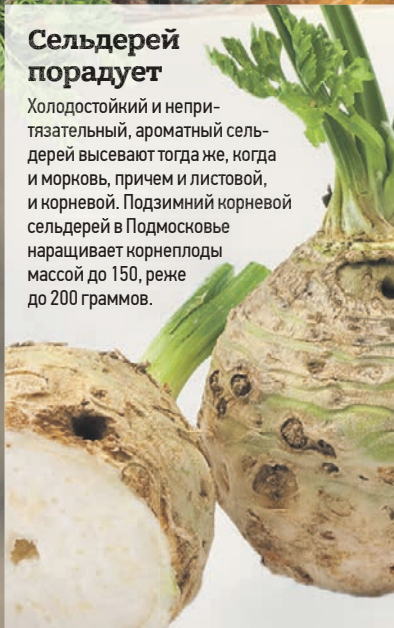 Сельдерей
порадует
Холодостойкий и непри-
тязательный, ароматный сель-
дерей высевают тогда же, когда
и морковь, причем и листовой,
и корневой. Подзимний корневой
сельдерей в Подмосковье
наращивает корнеплоды
массой до 150, реже
до 200 граммов.